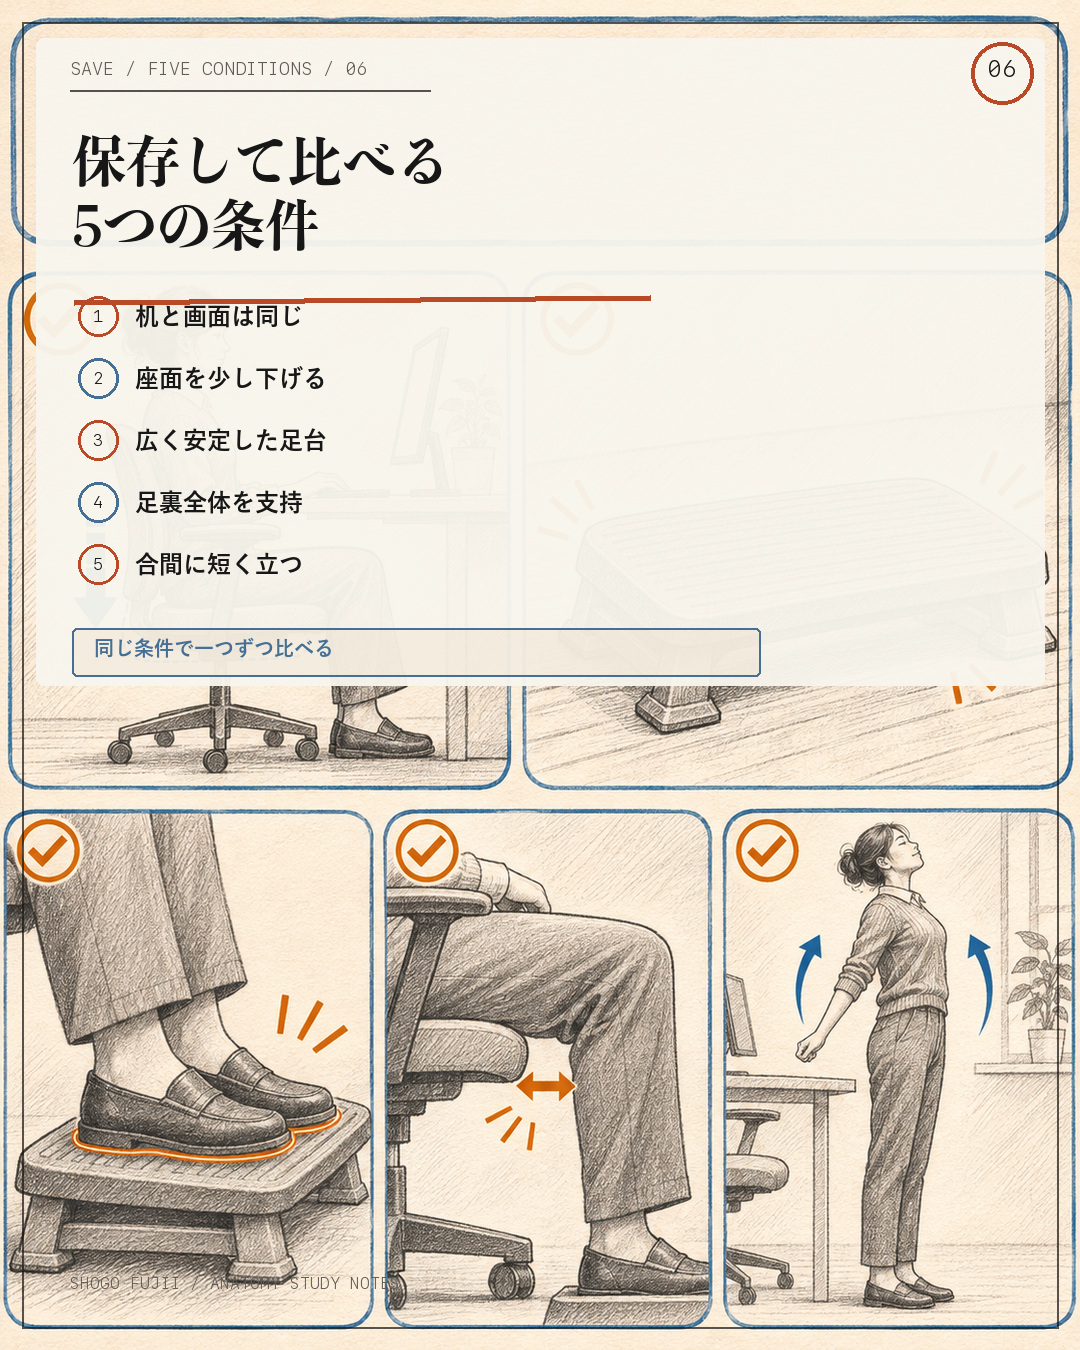 SAVE / FIVE CONDITIONS / 06
06
保存して比べる
5つの条件
1 机と画面は同じ
2 座面を少し下げる
3 広く安定した足台
4 足裏全体を支持
5 合間に短く立つ
同じ条件で一つずつ比べる
SHOGO FUJII / ANATOMY STUDY NOTES